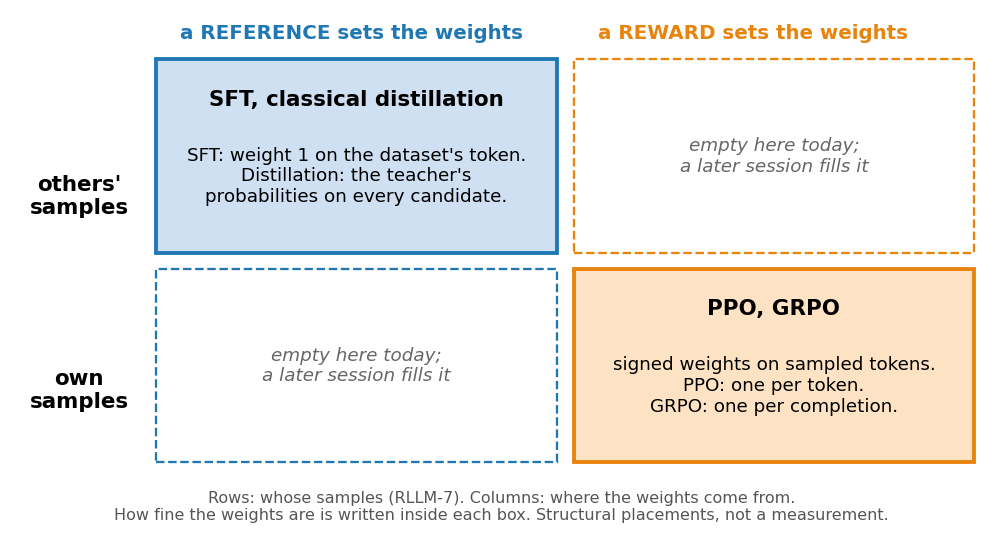 a REFERENCE sets the weights
a REWARD sets the weights
others'
samples
SFT, classical distillation
SFT: weight 1 on the dataset's token.
Distillation: the teacher's
probabilities on every candidate.
empty here today;
a later session fills it
own
samples
empty here today;
a later session fills it
PPO, GRPO
signed weights on sampled tokens.
PPO: one per token.
GRPO: one per completion.
Rows: whose samples (RLLM-7). Columns: where the weights come from.
How fine the weights are is written inside each box. Structural placements, not a measurement.